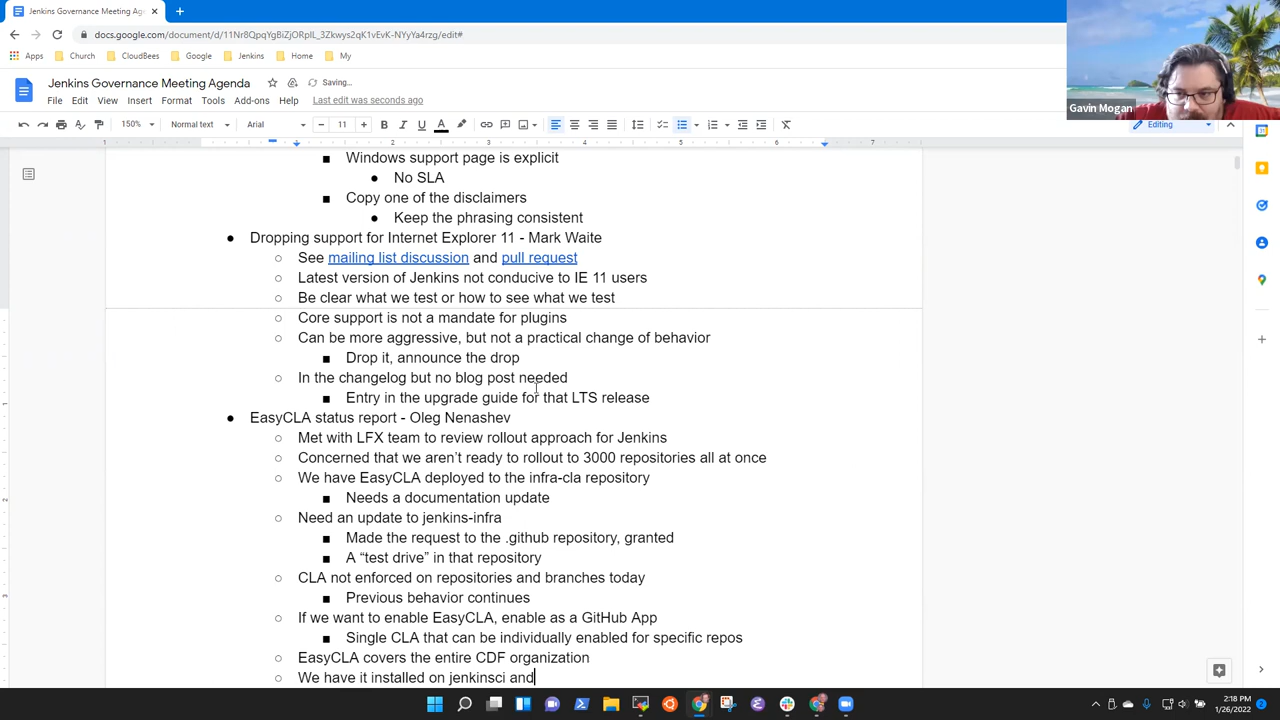 Jenkins Governance Meeting Ag
docs.google.com/document/d/11Nr8QpqYgBiZjORplL_3Zkwys2qK1vEvK-NYyYa4rzg/edit#
Apps Church CloudBees Google Jenkins Home My
Jenkins Governance Meeting Agenda Saving...
File Edit View Insert Format Tools Add-ons Help Last edit was seconds ago
Gavin Mogan
150% Normal text Arial 11 Editing
1 1 2 3 4 5 6 7
Windows support page is explicit
No SLA
Copy one of the disclaimers
Keep the phrasing consistent
Dropping support for Internet Explorer 11 - Mark Waite
See mailing list discussion and pull request
Latest version of Jenkins not conducive to IE 11 users
Be clear what we test or how to see what we test
Core support is not a mandate for plugins
Can be more aggressive, but not a practical change of behavior
Drop it, announce the drop
In the changelog but no blog post needed
Entry in the upgrade guide for that LTS release
EasyCLA status report - Oleg Nenashev
Met with LFX team to review rollout approach for Jenkins
Concerned that we aren't ready to rollout to 3000 repositories all at once
We have EasyCLA deployed to the infra-cla repository
Needs a documentation update
Need an update to jenkins-infra
Made the request to the .github repository, granted
A “test drive” in that repository
CLA not enforced on repositories and branches today
Previous behavior continues
If we want to enable EasyCLA, enable as a GitHub App
Single CLA that can be individually enabled for specific repos
EasyCLA covers the entire CDF organization
We have it installed on jenkinsci and
2:18 PM
1/26/2022